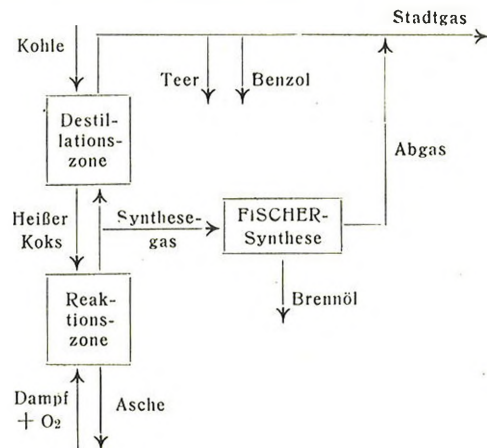 Stadtgas
Kohle
Teer
Benzol
Destil-
lations-
zone
Abgas
Heißer
Koks
Synthese-
gas
FISCHER-
Synthese
Reak-
tions-
zone
Brennöl
Dampf
+ O2
Asche